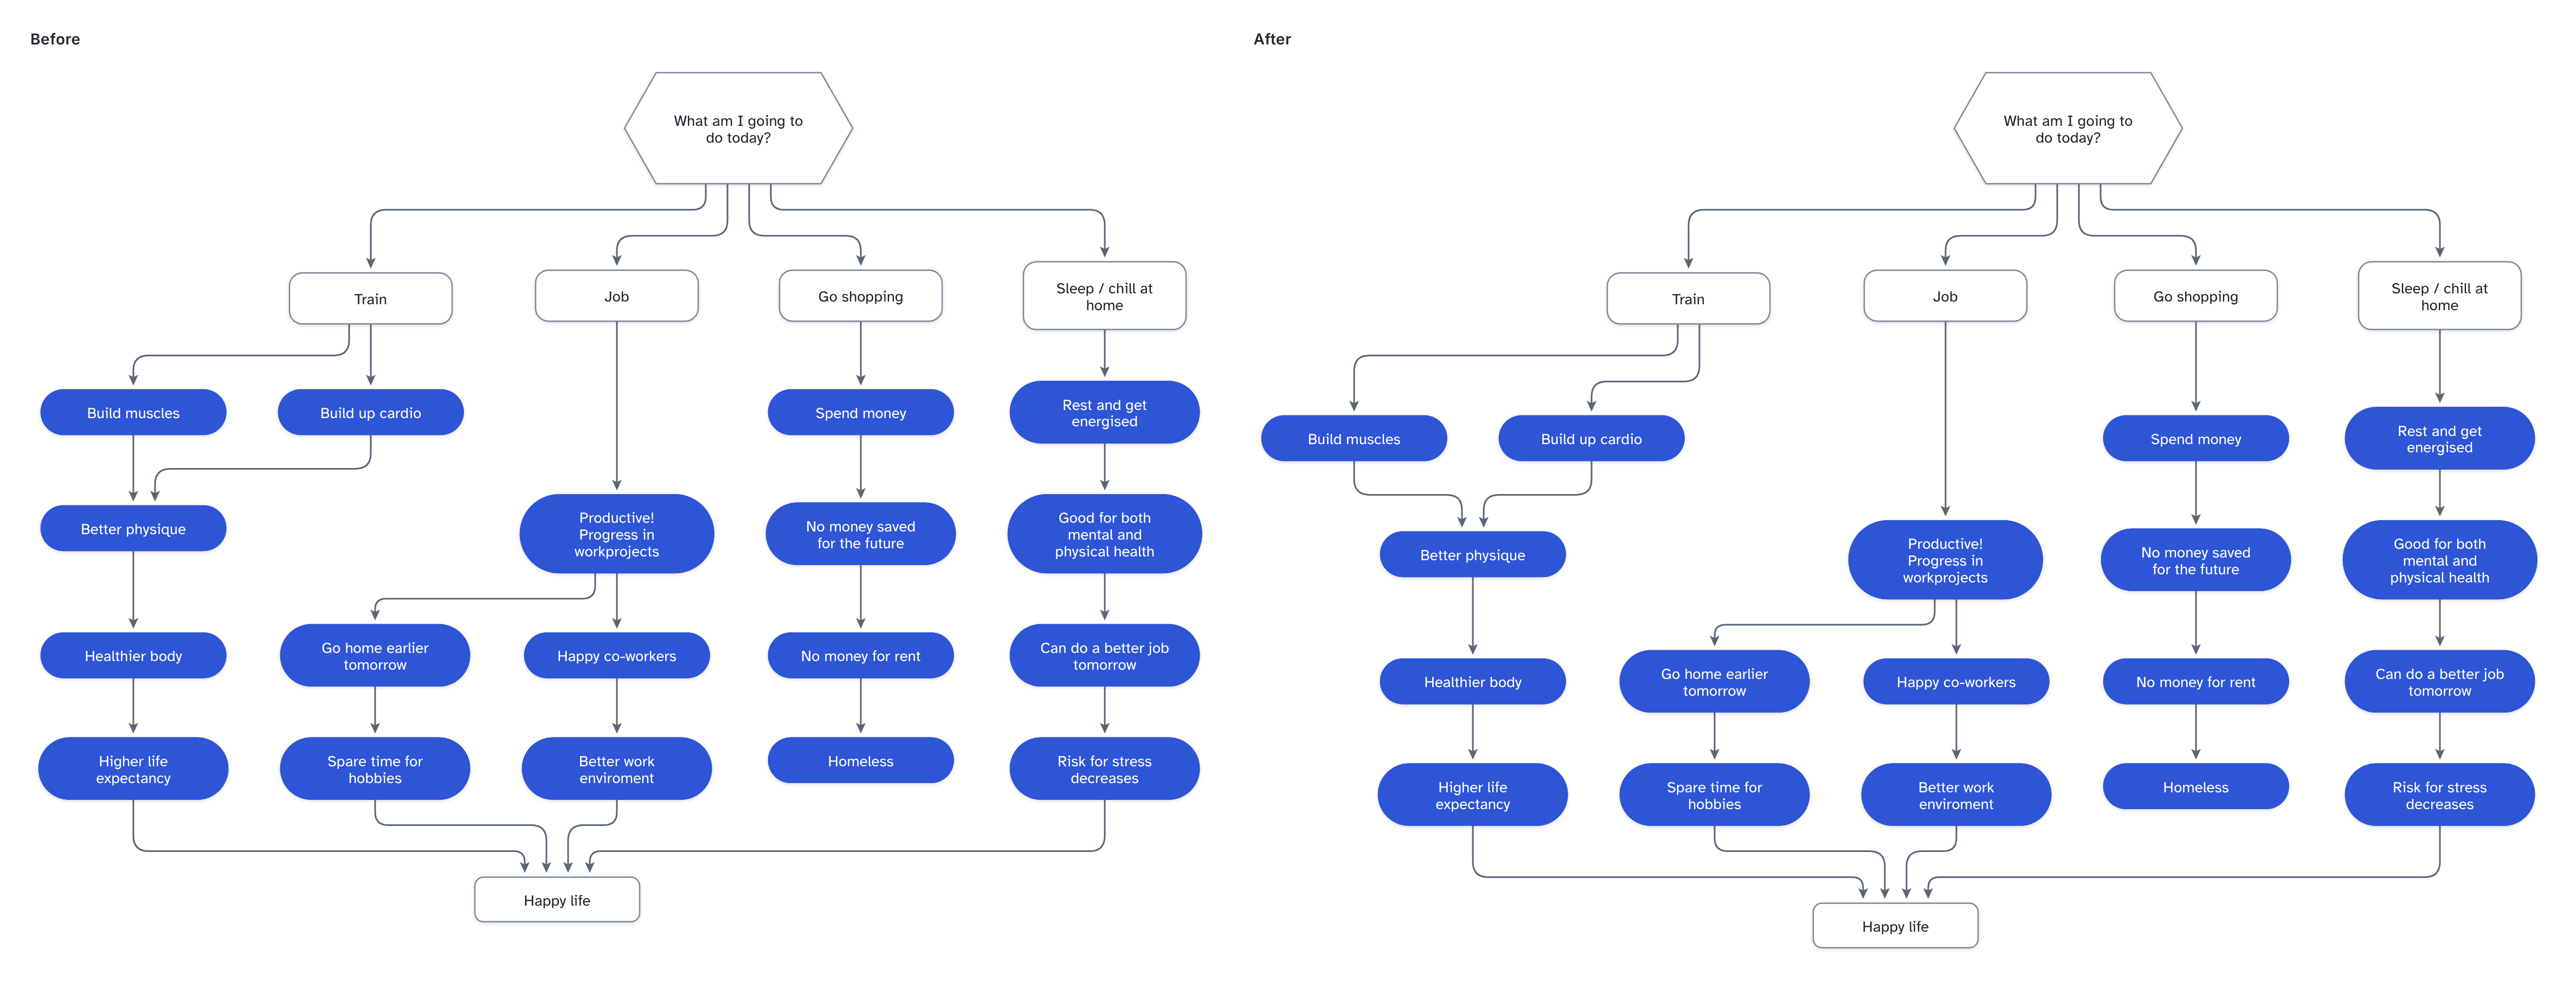 Before
What am I going to
do today?
Train
Job
Go shopping
Sleep / chill at
home
Build muscles
Build up cardio
Spend money
Rest and get
energised
Better physique
Productive!
Progress in
workprojects
No money saved
for the future
Good for both
mental and
physical health
Healthier body
Go home earlier
tomorrow
Happy co-workers
No money for rent
Can do a better job
tomorrow
Higher life
expectancy
Spare time for
hobbies
Better work
enviroment
Homeless
Risk for stress
decreases
Happy life
After
What am I going to
do today?
Train
Job
Go shopping
Sleep / chill at
home
Build muscles
Build up cardio
Spend money
Rest and get
energised
Better physique
Productive!
Progress in
workprojects
No money saved
for the future
Good for both
mental and
physical health
Healthier body
Go home earlier
tomorrow
Happy co-workers
No money for rent
Can do a better job
tomorrow
Higher life
expectancy
Spare time for
hobbies
Better work
enviroment
Homeless
Risk for stress
decreases
Happy life